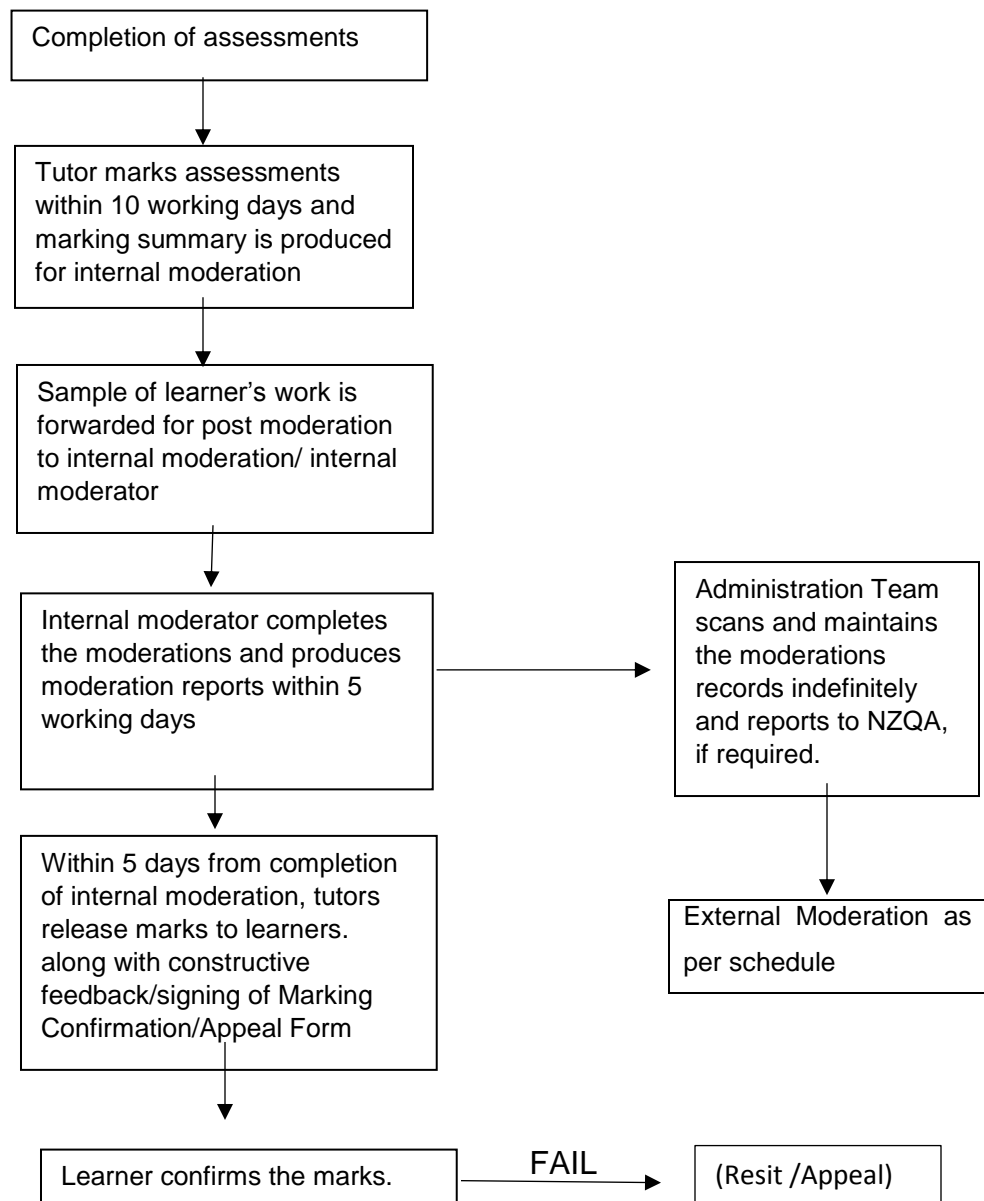 Completion of assessments
Tutor marks assessments
within 10 working days and
marking summary is produced
for internal moderation
Sample of learner’s work is
forwarded for post moderation
to internal moderation/ internal
moderator
Internal moderator completes
the moderations and produces
moderation reports within 5
working days
Administration Team
scans and maintains
the moderations
records indefinitely
and reports to NZQA,
if required.
Within 5 days from completion
of internal moderation, tutors
release marks to learners.
along with constructive
feedback/signing of Marking
Confirmation/Appeal Form
External Moderation as
per schedule
Learner confirms the marks.
FAIL
(Resit /Appeal)